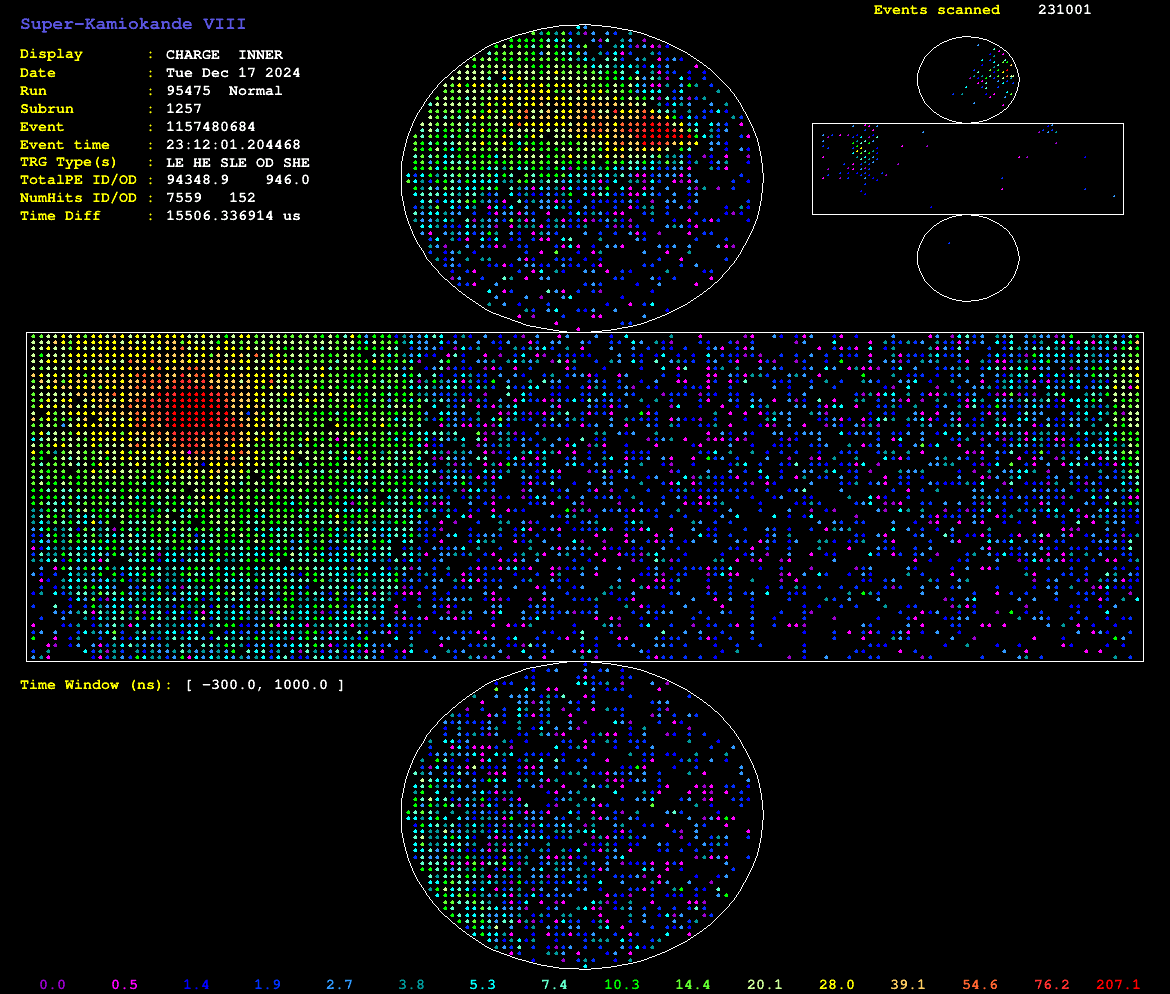 Super-Kamiokande VIII
Events scanned 231001
Display : CHARGE INNER
Date : Tue Dec 17 2024
Run : 95475 Normal
Subrun : 1257
Event : 1157480684
Event time : 23:12:01.204468
TRG Type(s) : LE HE SLE OD SHE
TotalPE ID/OD : 94348.9 946.0
NumHits ID/OD : 7559 152
Time Diff : 15506.336914 us
Time Window (ns): [ −300.0, 1000.0 ]
0.0 0.5 1.4 1.9 2.7 3.8 5.3 7.4 10.3 14.4 20.1 28.0 39.1 54.6 76.2 207.1